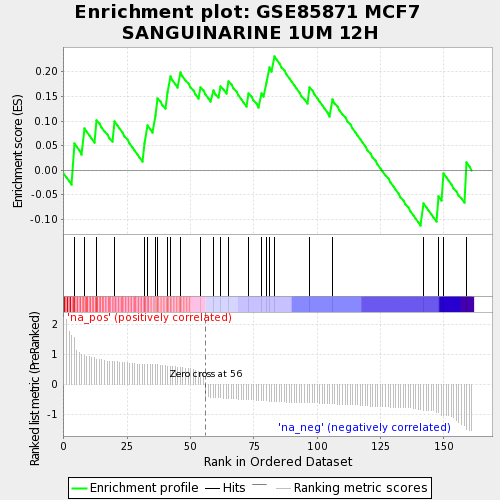 Enrichment plot: GSE85871 MCF7
SANGUINARINE 1UM 12H
Enrichment score (ES)
0.20
0.15
0.10
0.05
0.00
-0.05
-0.10
'na_pos' (positively correlated)
Ranked list metric (PreRanked)
2
1
0
-1
Zero cross at 56
'na_neg' (negatively correlated)
0 25 50 75 100 125 150
Rank in Ordered Dataset
Enrichment profile Hits Ranking metric scores